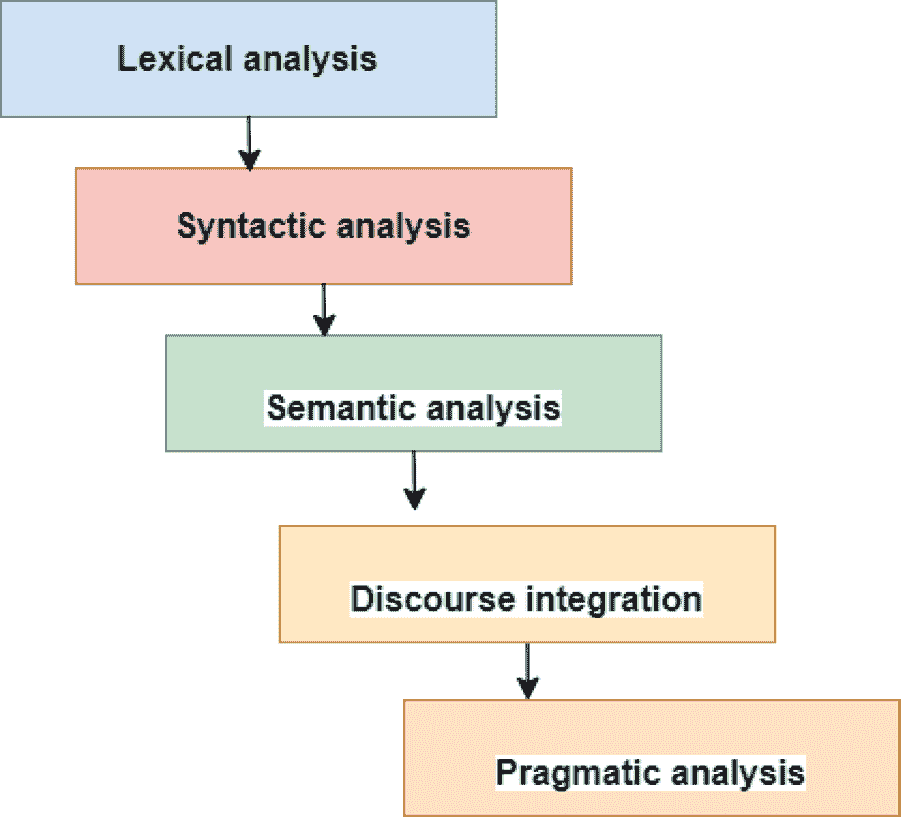 Lexical analysis
Syntactic analysis
Semantic analysis
Discourse integration
Pragmatic analysis